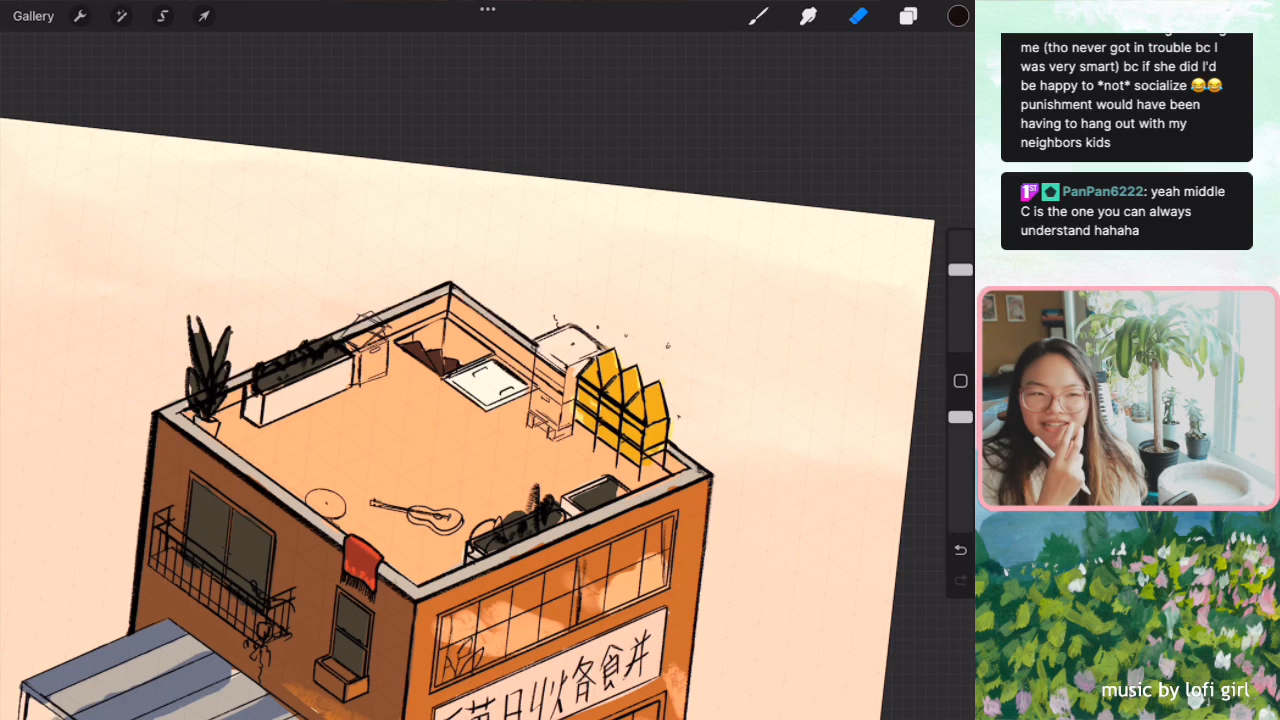 Gallery
me (tho never got in trouble bc I
was very smart) bc if she did I'd
be happy to *not* socialize 😂😂
punishment would have been
having to hang out with my
neighbors kids
1ST PanPan6222: yeah middle
C is the one you can always
understand hahaha
music by lofi girl